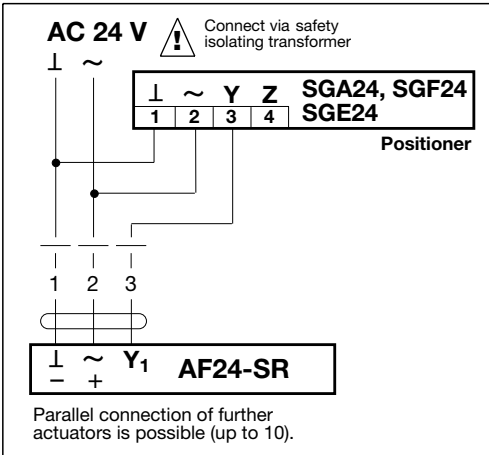 AC 24 V
Connect via safety
isolating transformer
⊥ ~
⊥ ~ Y Z
1 2 3 4
SGA24, SGF24
SGE24
Positioner
1 2 3
⊥ ~ Y₁
− +
AF24-SR
Parallel connection of further
actuators is possible (up to 10).